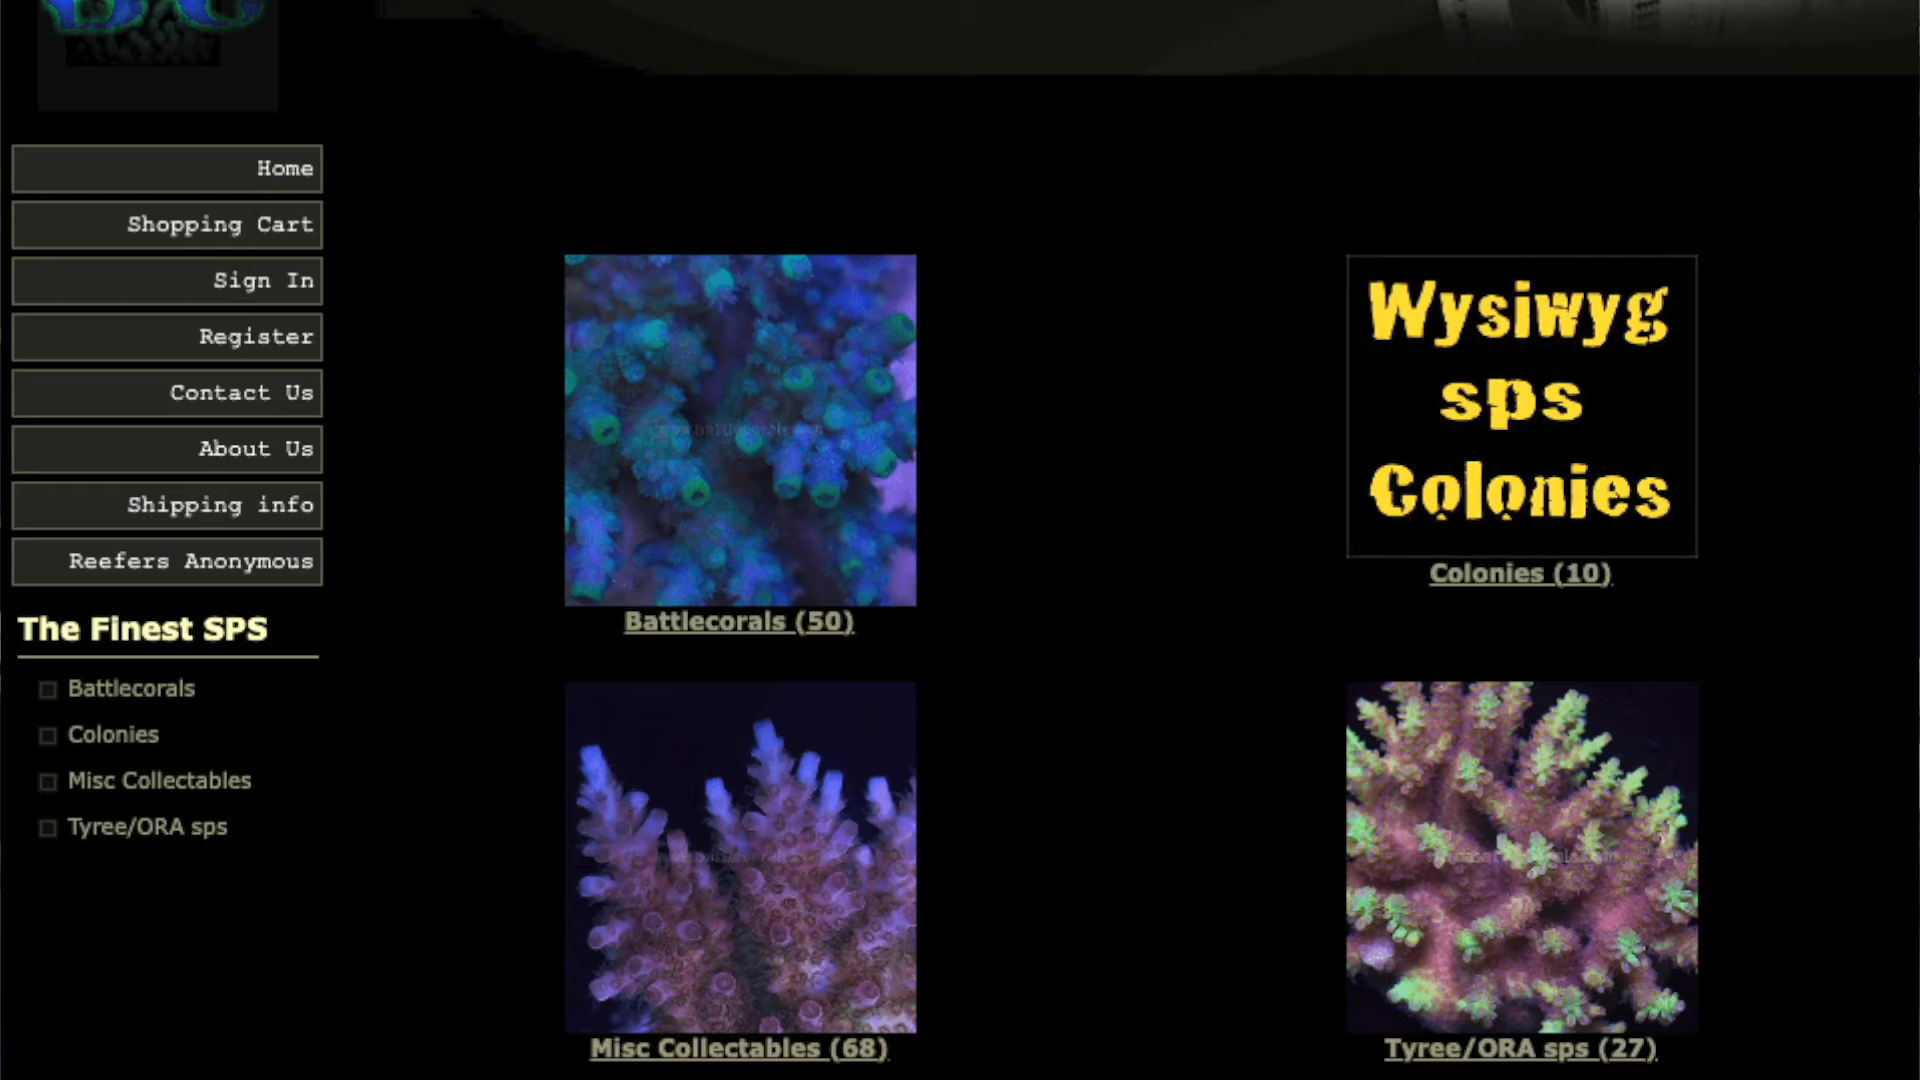 BC
Home
Shopping Cart
Sign In
Register
Contact Us
About Us
Shipping info
Reefers Anonymous
The Finest SPS
Battlecorals
Colonies
Misc Collectables
Tyree/ORA sps
Battlecorals (50)
Wysiwyg
sps
Colonies
Colonies (10)
Misc Collectables (68)
Tyree/ORA sps (27)